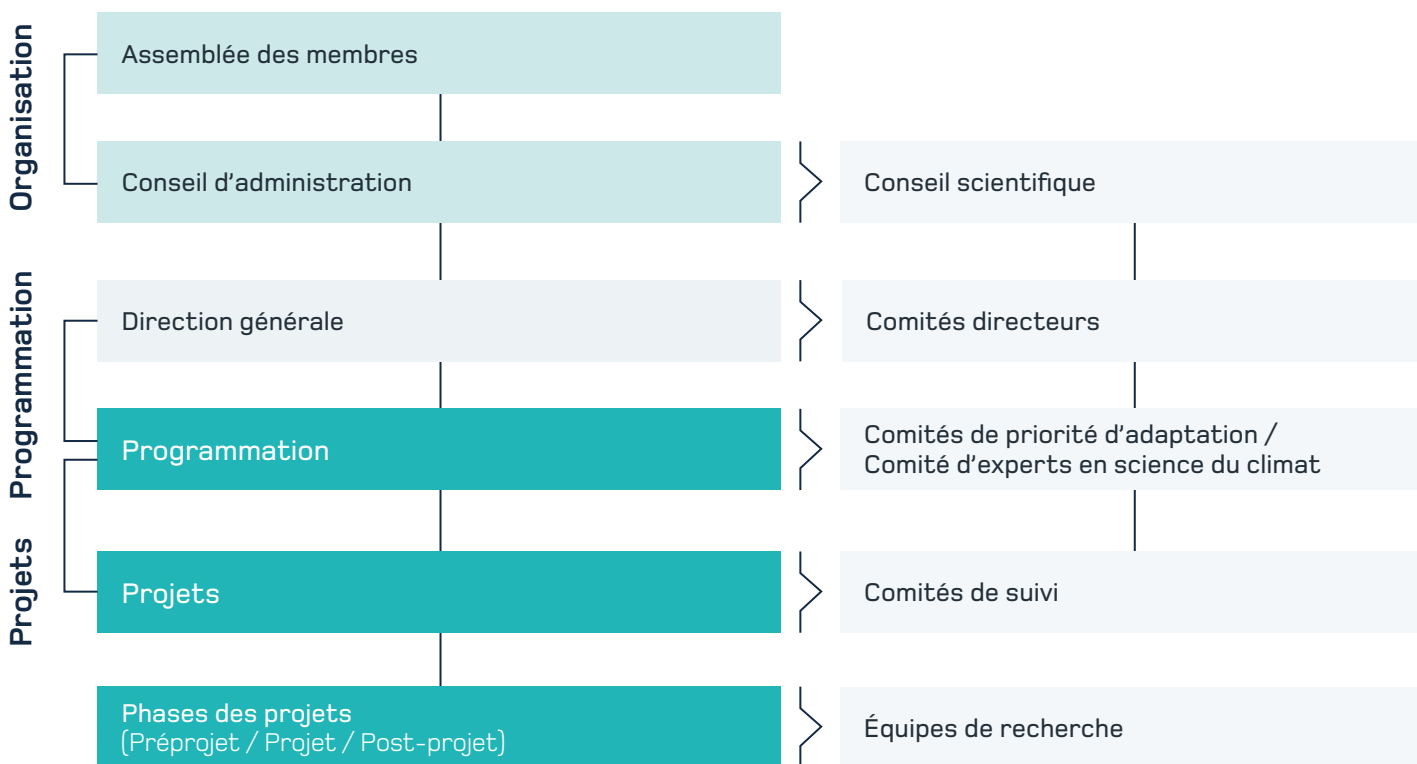 Organisation
Assemblée des membres
Conseil d’administration
Conseil scientifique
Programmation
Direction générale
Comités directeurs
Programmation
Comités de priorité d’adaptation /
Comité d’experts en science du climat
Projets
Projets
Comités de suivi
Phases des projets
(Préprojet / Projet / Post-projet)
Équipes de recherche